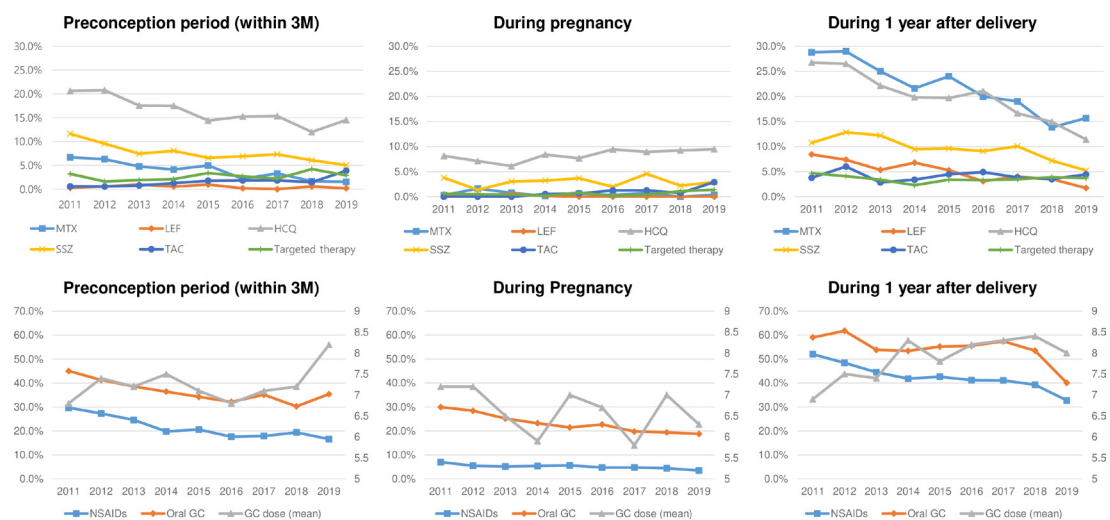 Preconception period (within 3M)
30.0%
25.0%
20.0%
15.0%
10.0%
5.0%
0.0%
2011 2012 2013 2014 2015 2016 2017 2018 2019
MTX LEF HCQ
SSZ TAC Targeted therapy
During pregnancy
30.0%
25.0%
20.0%
15.0%
10.0%
5.0%
0.0%
2011 2012 2013 2014 2015 2016 2017 2018 2019
MTX LEF HCQ
SSZ TAC Targeted therapy
During 1 year after delivery
30.0%
25.0%
20.0%
15.0%
10.0%
5.0%
0.0%
2011 2012 2013 2014 2015 2016 2017 2018 2019
MTX LEF HCQ
SSZ TAC Targeted therapy
Preconception period (within 3M)
70.0% 9
60.0% 8.5
50.0% 8
40.0% 7.5
30.0% 7
20.0% 6.5
10.0% 6
0.0% 5.5
5
2011 2012 2013 2014 2015 2016 2017 2018 2019
NSAIDs Oral GC GC dose (mean)
During Pregnancy
70.0% 9
60.0% 8.5
50.0% 8
40.0% 7.5
30.0% 7
20.0% 6.5
10.0% 6
0.0% 5.5
5
2011 2012 2013 2014 2015 2016 2017 2018 2019
NSAIDs Oral GC GC dose (mean)
During 1 year after delivery
70.0% 9
60.0% 8.5
50.0% 8
40.0% 7.5
30.0% 7
20.0% 6.5
10.0% 6
0.0% 5.5
5
2011 2012 2013 2014 2015 2016 2017 2018 2019
NSAIDs Oral GC GC dose (mean)